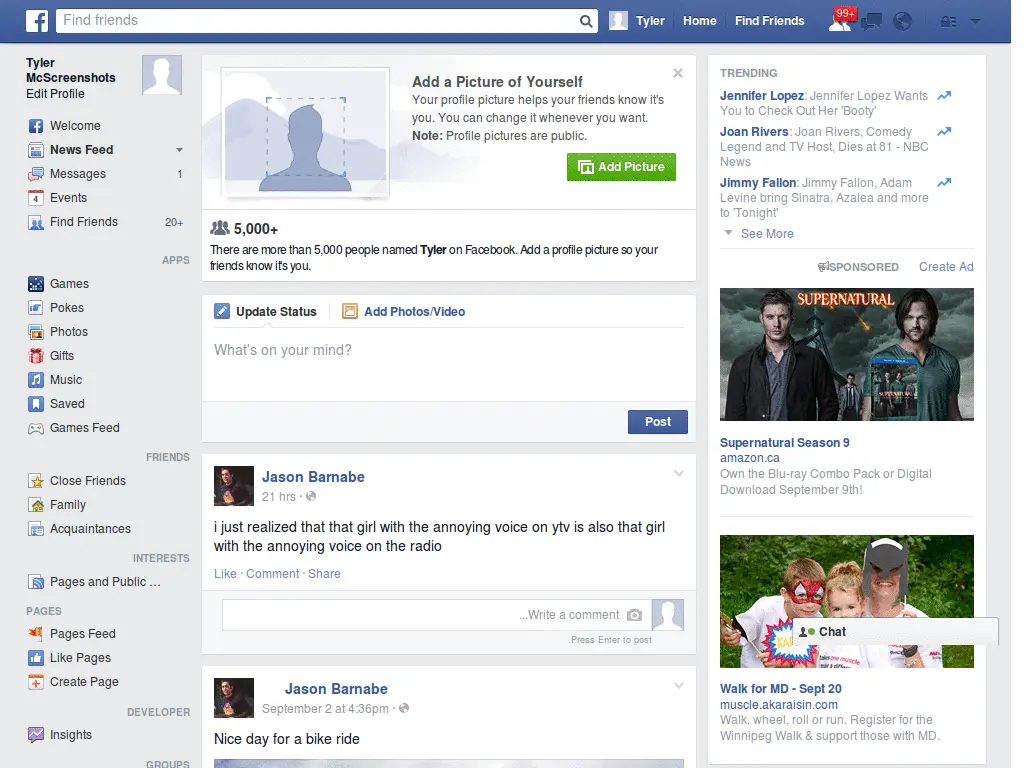 f Find friends Tyler Home Find Friends 99+
Tyler
McScreenshots
Edit Profile
Welcome
News Feed
Messages 1
4 Events
Find Friends 20+
APPS
Games
Pokes
Photos
Gifts
Music
Saved
Games Feed
FRIENDS
Close Friends
Family
Acquaintances
INTERESTS
Pages and Public ...
PAGES
Pages Feed
Like Pages
Create Page
DEVELOPER
Insights
GROUPS
Add a Picture of Yourself
Your profile picture helps your friends know it's
you. You can change it whenever you want.
Note: Profile pictures are public.
Add Picture
5,000+
There are more than 5,000 people named Tyler on Facebook. Add a profile picture so your
friends know it's you.
Update Status Add Photos/Video
What's on your mind?
Post
Jason Barnabe
21 hrs ·
i just realized that that girl with the annoying voice on ytv is also that girl
with the annoying voice on the radio
Like · Comment · Share
...Write a comment
.Press Enter to post
Jason Barnabe
September 2 at 4:36pm ·
Nice day for a bike ride
TRENDING
Jennifer Lopez: Jennifer Lopez Wants
You to Check Out Her 'Booty'
Joan Rivers: Joan Rivers, Comedy
Legend and TV Host, Dies at 81 - NBC
News
Jimmy Fallon: Jimmy Fallon, Adam
Levine bring Sinatra, Azalea and more
to 'Tonight'
See More
SPONSORED Create Ad
SUPERNATURAL
Supernatural Season 9
amazon.ca
Own the Blu-ray Combo Pack or Digital
Download September 9th!
Chat
Walk for MD - Sept 20
muscle.akaraisin.com
Walk, wheel, roll or run. Register for the
Winnipeg Walk & support those with MD.